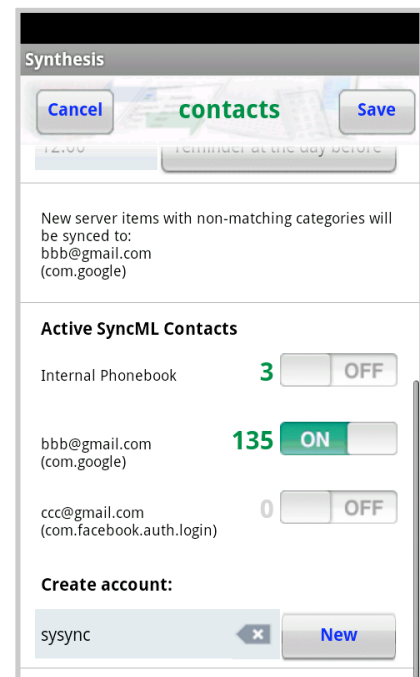 Synthesis
Cancel
contacts
Save
12:00
reminder at the day before
New server items with non-matching categories will
be synced to:
bbb@gmail.com
(com.google)
Active SyncML Contacts
Internal Phonebook
3
OFF
bbb@gmail.com
(com.google)
135
ON
ccc@gmail.com
(com.facebook.auth.login)
0
OFF
Create account:
sysync
New